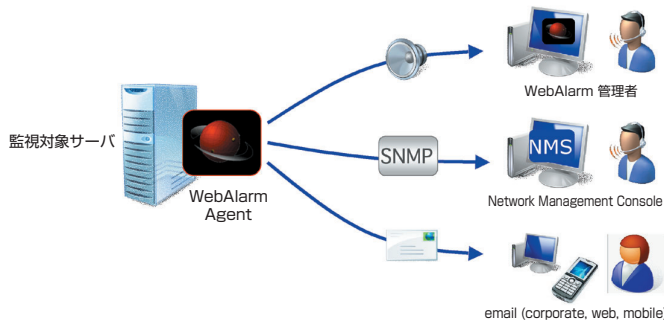 WebAlarm 管理者
監視対象サーバ
WebAlarm
Agent
SNMP
NMS
Network Management Console
email (corporate, web, mobile)